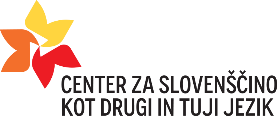 CENTER ZA SLOVENŠČINO
KOT DRUGI IN TUJI JEZIK